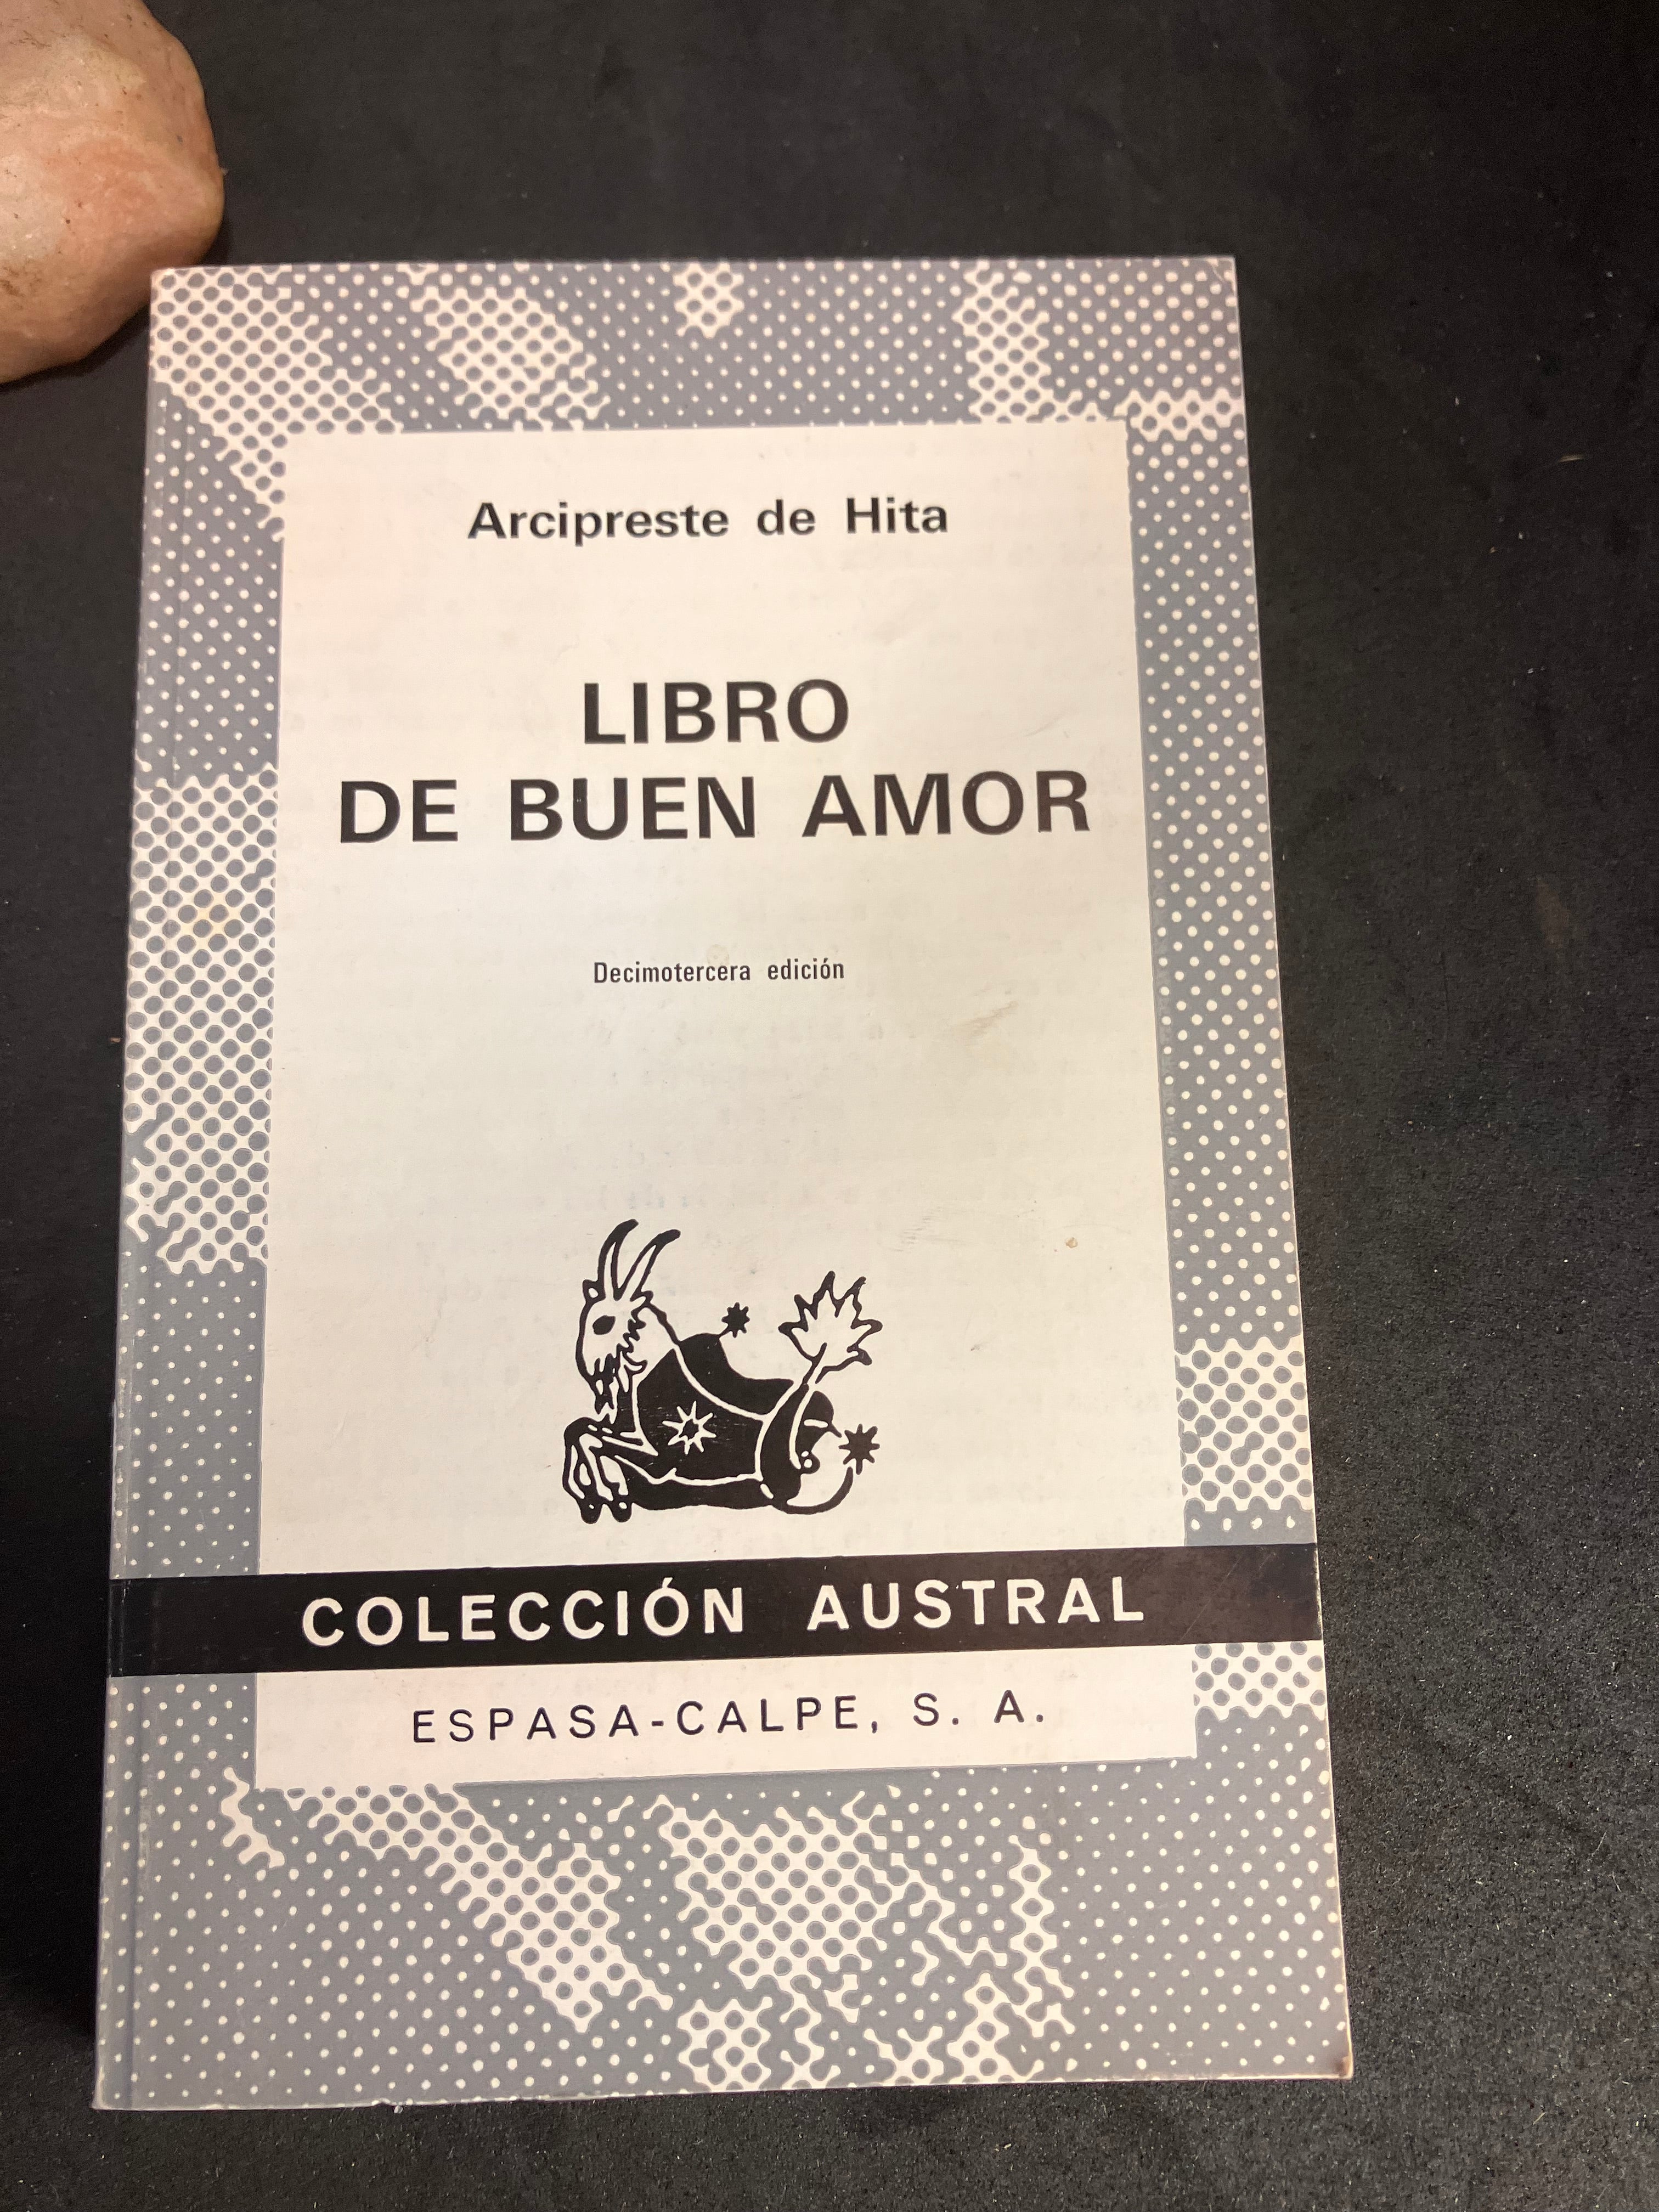 Arcipreste de Hita
LIBRO
DE BUEN AMOR
Decimotercera edición
COLECCIÓN AUSTRAL
ESPASA-CALPE, S. A.